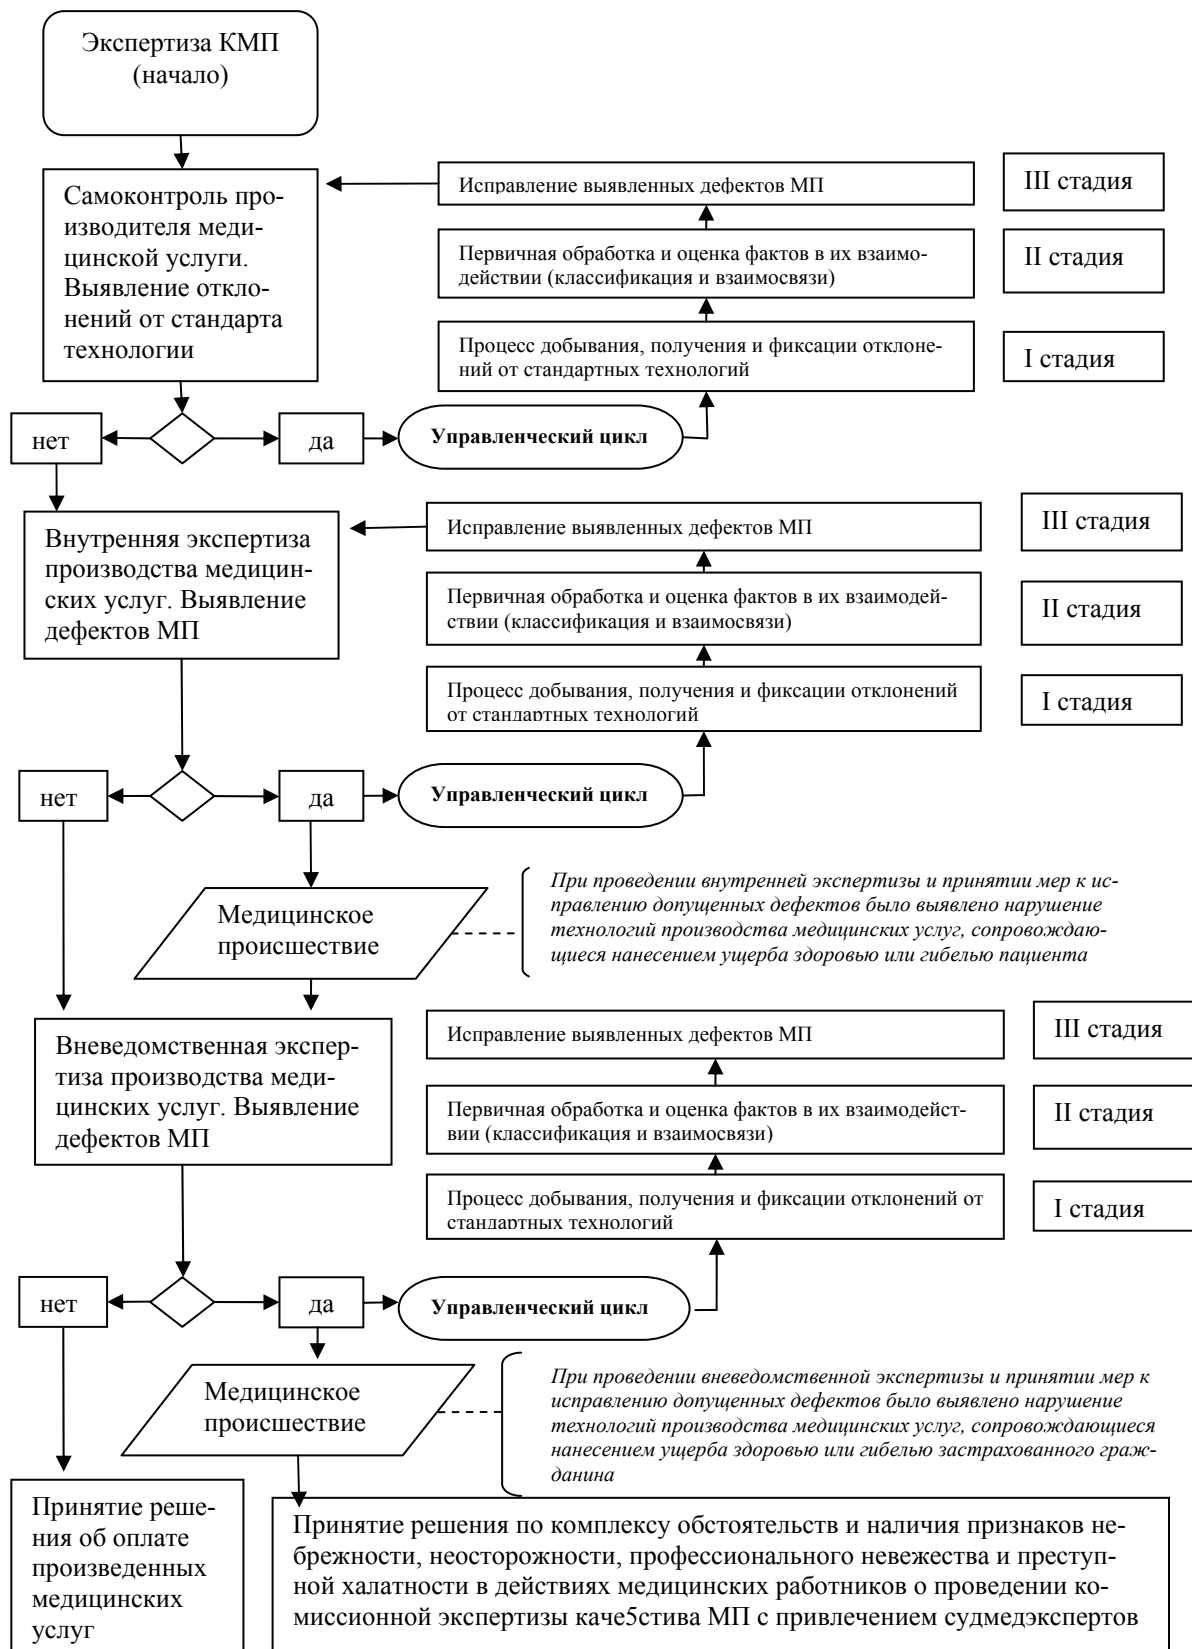 Экспертиза КМП
(начало)
Самоконтроль про-
изводителя меди-
цинской услуги.
Выявление откло-
нений от стандарта
технологии
Исправление выявленных дефектов МП
III стадия
Первичная обработка и оценка фактов в их взаимо-
действии (классификация и взаимосвязи)
II стадия
Процесс добывания, получения и фиксации отклоне-
ний от стандартных технологий
I стадия
нет
да
Управленческий цикл
Внутренняя экспертиза
производства медицин-
ских услуг. Выявление
дефектов МП
Исправление выявленных дефектов МП
III стадия
Первичная обработка и оценка фактов в их взаимодей-
ствии (классификация и взаимосвязи)
II стадия
Процесс добывания, получения и фиксации отклонений
от стандартных технологий
I стадия
нет
да
Управленческий цикл
Медицинское
происшествие
При проведении внутренней экспертизы и принятии мер к ис-
правлению допущенных дефектов было выявлено нарушение
технологий производства медицинских услуг, сопровождаю-
щиеся нанесением ущерба здоровью или гибелью пациента
Вневедомственная экспер-
тиза производства меди-
цинских услуг. Выявление
дефектов МП
Исправление выявленных дефектов МП
III стадия
Первичная обработка и оценка фактов в их взаимодейст-
вии (классификация и взаимосвязи)
II стадия
Процесс добывания, получения и фиксации отклонений от
стандартных технологий
I стадия
нет
да
Управленческий цикл
Медицинское
происшествие
При проведении вневедомственной экспертизы и принятии мер к
исправлению допущенных дефектов было выявлено нарушение
технологий производства медицинских услуг, сопровождающиеся
нанесением ущерба здоровью или гибелью застрахованного граж-
данина
Принятие реше-
ния об оплате
произведенных
медицинских
услуг
Принятие решения по комплексу обстоятельств и наличия признаков не-
брежности, неосторожности, профессионального невежества и преступ-
ной халатности в действиях медицинских работников о проведении ко-
миссионной экспертизы каче5стива МП с привлечением судмедэкспертов